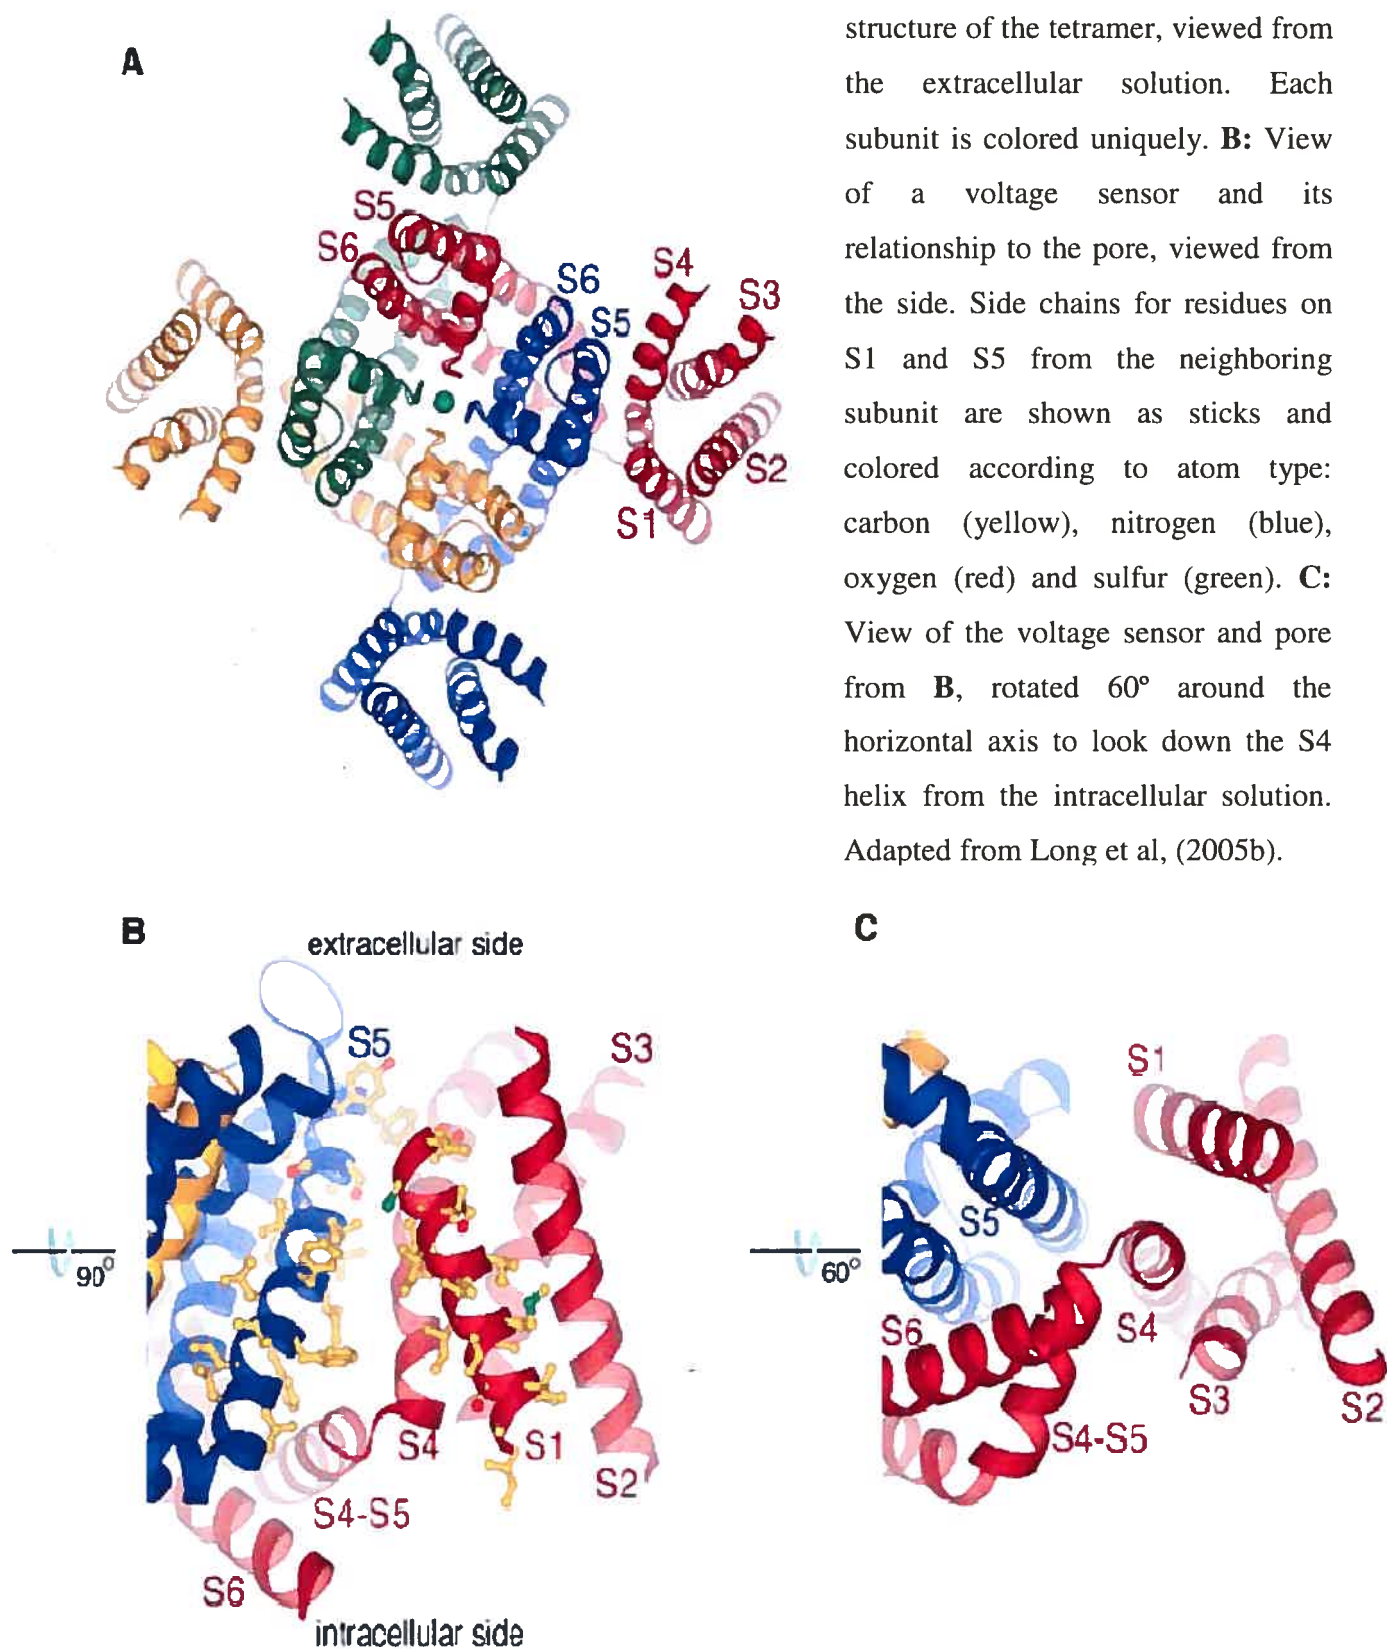 A
structure of the tetramer, viewed from
the extracellular solution. Each
subunit is colored uniquely. B: View
of a voltage sensor and its
relationship to the pore, viewed from
the side. Side chains for residues on
S1 and S5 from the neighboring
subunit are shown as sticks and
colored according to atom type:
carbon (yellow), nitrogen (blue),
oxygen (red) and sulfur (green). C:
View of the voltage sensor and pore
from B, rotated 60º around the
horizontal axis to look down the S4
helix from the intracellular solution.
Adapted from Long et al, (2005b).
S5
S6
S6
S5
S4
S3
S2
S1
B
extracellular side
S5
S3
90°
S4
S1
S2
S4-S5
S6
intracellular side
C
S1
S5
60°
S6
S4
S3
S2
S4-S5